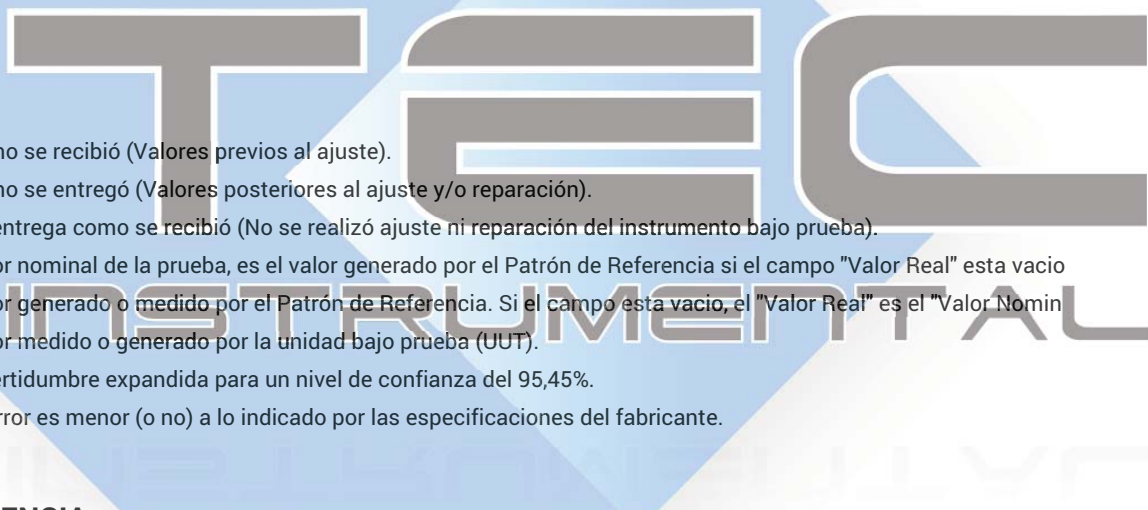 TEC
no se recibió (Valores previos al ajuste).
no se entregó (Valores posteriores al ajuste y/o reparación).
entrega como se recibió (No se realizó ajuste ni reparación del instrumento bajo prueba).
or nominal de la prueba, es el valor generado por el Patrón de Referencia si el campo "Valor Real" esta vacio
or generado o medido por el Patrón de Referencia. Si el campo esta vacio, el "Valor Real" es el "Valor Nomin
INSTRUMENTAL
or medido o generado por la unidad bajo prueba (UUT).
ertidumbre expandida para un nivel de confianza del 95,45%.
rror es menor (o no) a lo indicado por las especificaciones del fabricante.
ENCIA